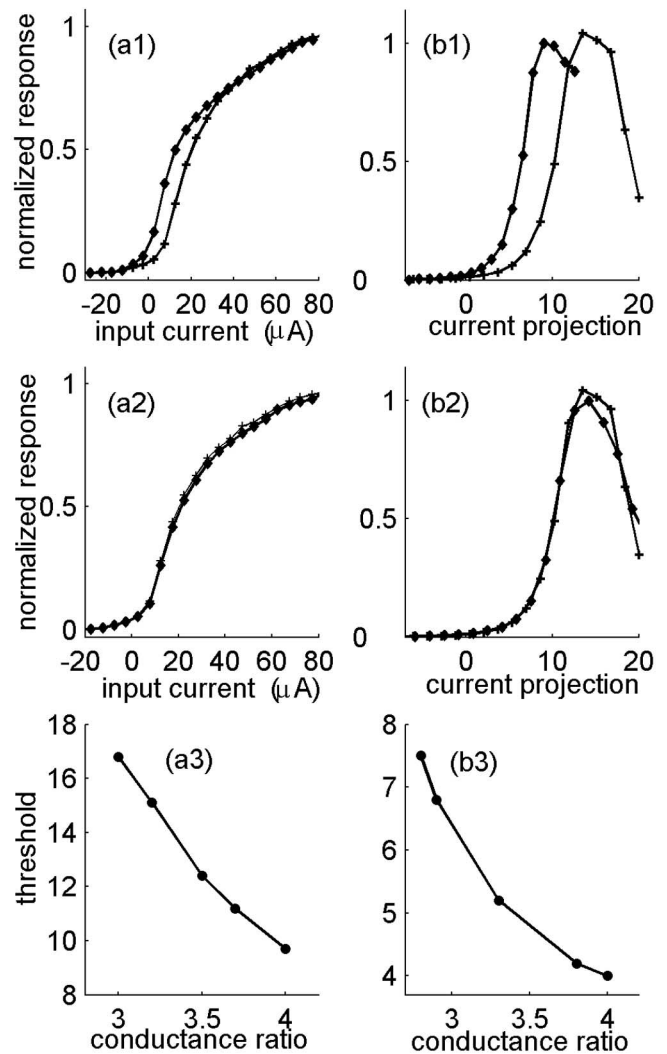 (a1)
1
0.5
0
normalized response
-20 0 20 40 60 80
input current (μA)
(b1)
1
0.5
0
0 10 20
current projection
(a2)
1
0.5
0
normalized response
-20 0 20 40 60 80
input current (μA)
(b2)
1
0.5
0
0 10 20
current projection
(a3)
18
16
14
12
10
8
threshold
3 3.5 4
conductance ratio
(b3)
8
7
6
5
4
3 3.5 4
conductance ratio